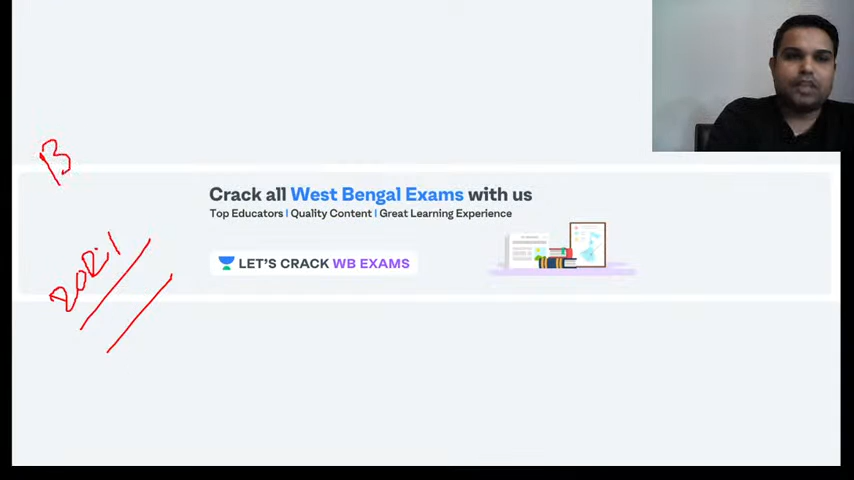 B
Crack all West Bengal Exams with us
Top Educators | Quality Content | Great Learning Experience
2021
LET'S CRACK WB EXAMS